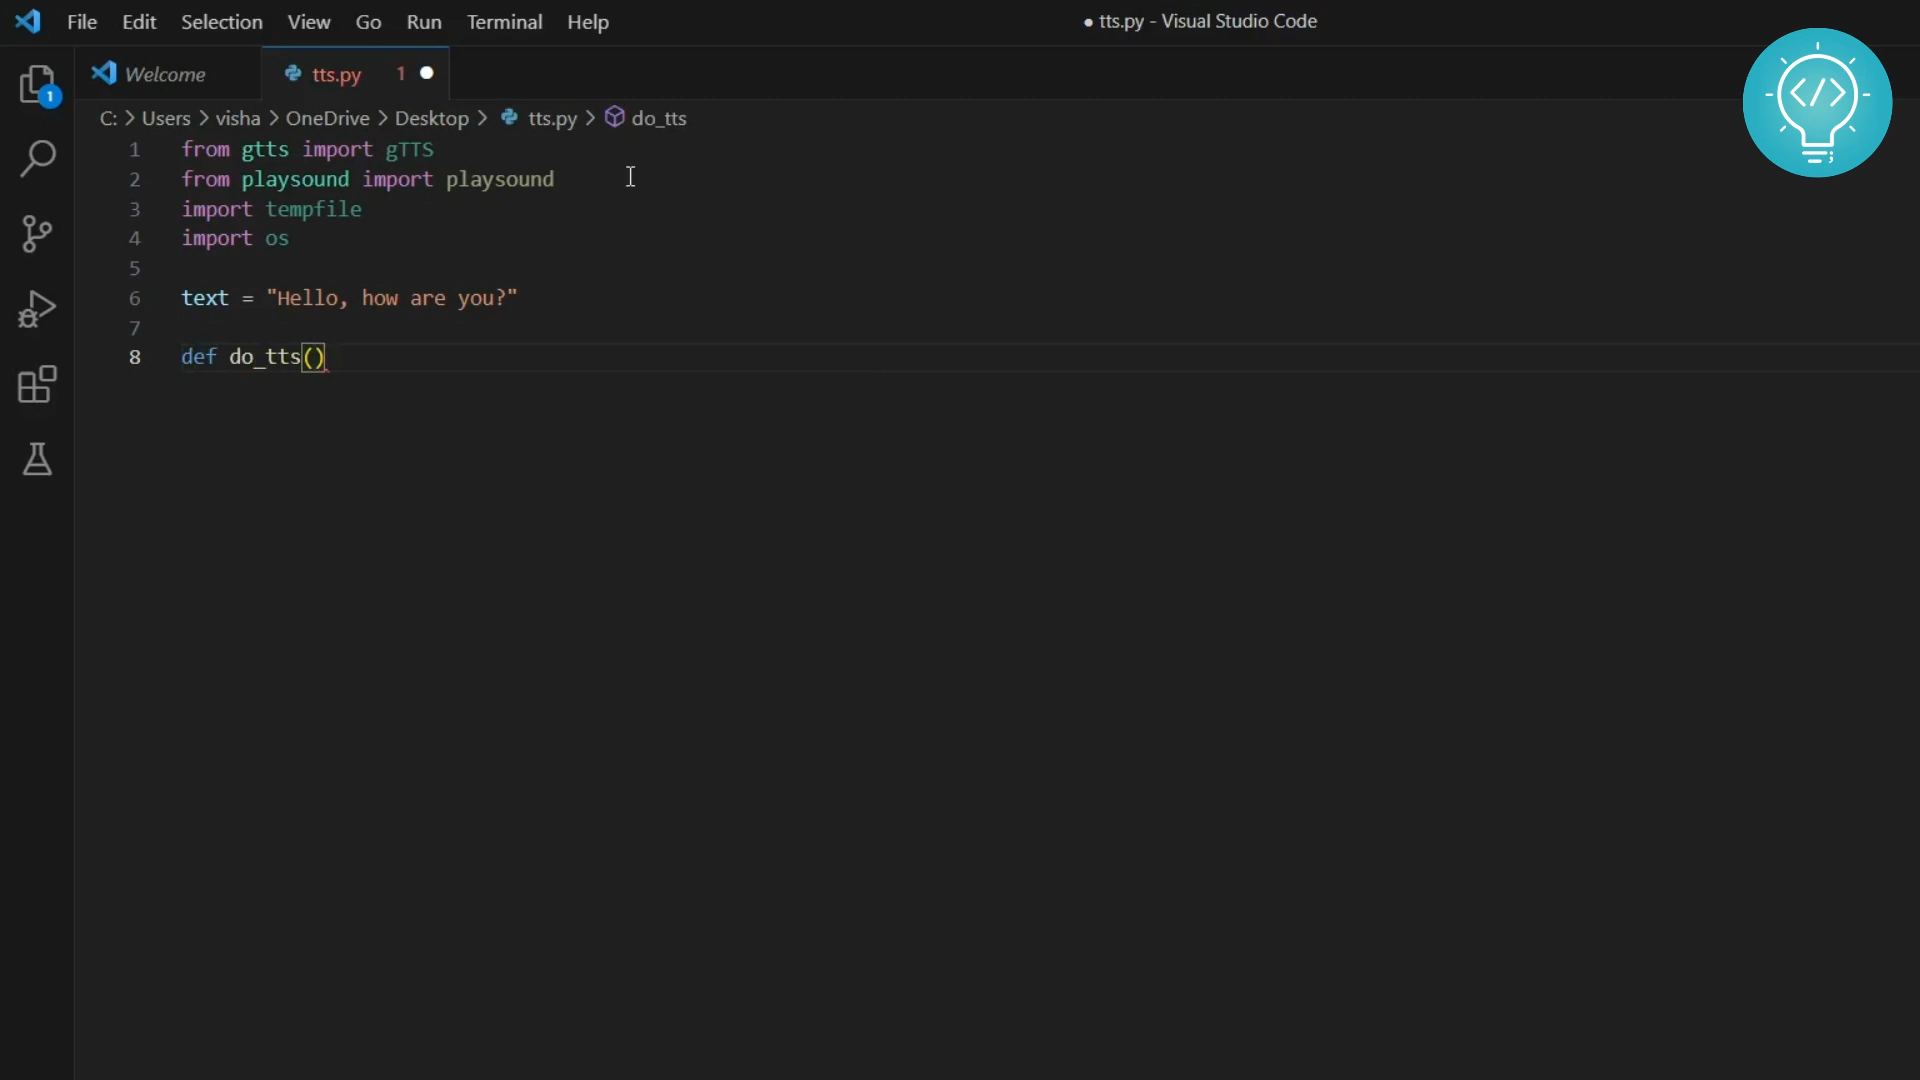 File Edit Selection View Go Run Terminal Help
● tts.py - Visual Studio Code
Welcome
tts.py 1
1
C: > Users > visha > OneDrive > Desktop > tts.py > do_tts
1 from gtts import gTTS
2 from playsound import playsound
3 import tempfile
4 import os
5
6 text = "Hello, how are you?"
7
8 def do_tts()
</>
;